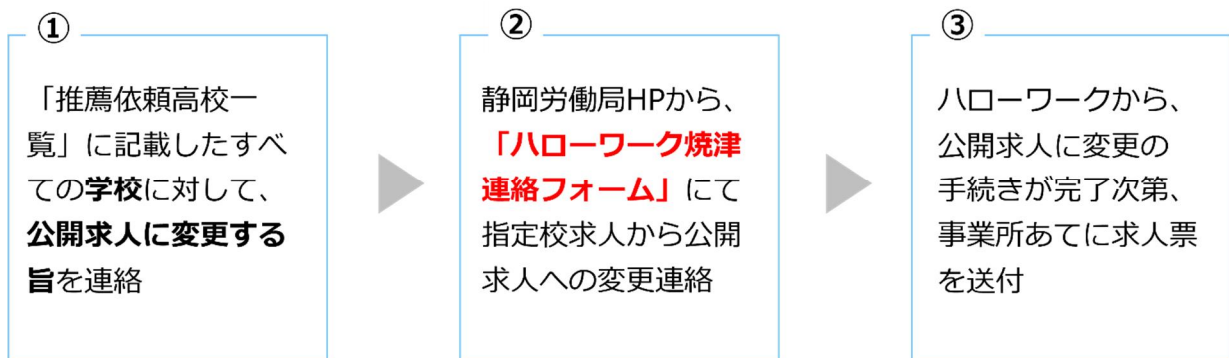 ①
「推薦依頼高校一
覧」に記載したすべ
ての学校に対して、
公開求人に変更する
旨を連絡
②
静岡労働局HPから、
「ハローワーク焼津
連絡フォーム」にて
指定校求人から公開
求人への変更連絡
③
ハローワークから、
公開求人に変更の
手続きが完了次第、
事業所あてに求人票
を送付